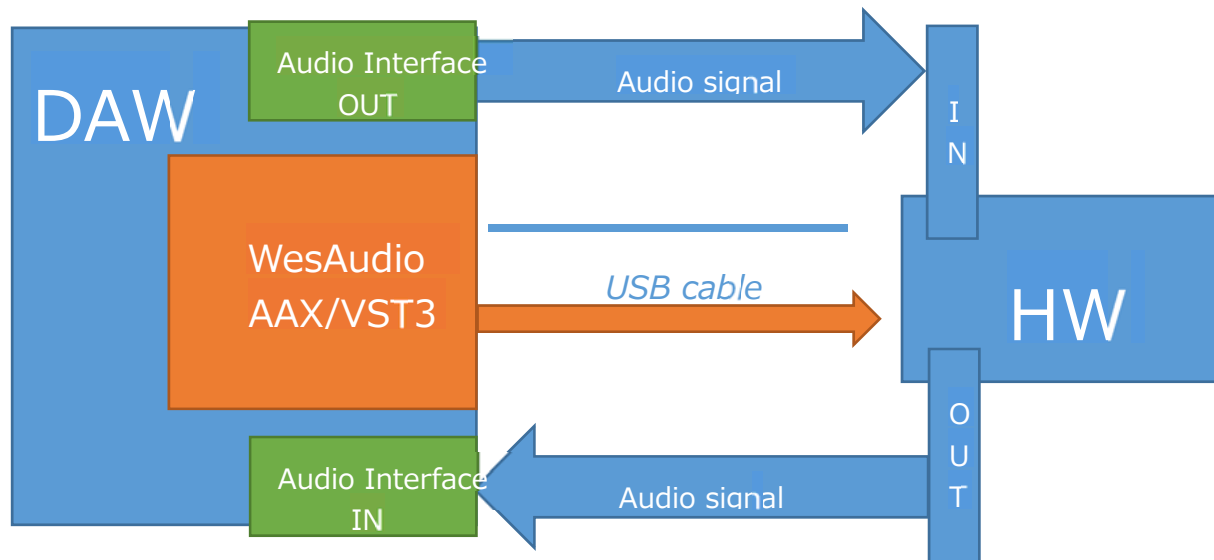 DAW
Audio Interface
OUT
Audio signal
I
N
WesAudio
AAX/VST3
USB cable
HW
Audio Interface
IN
Audio signal
O
U
T